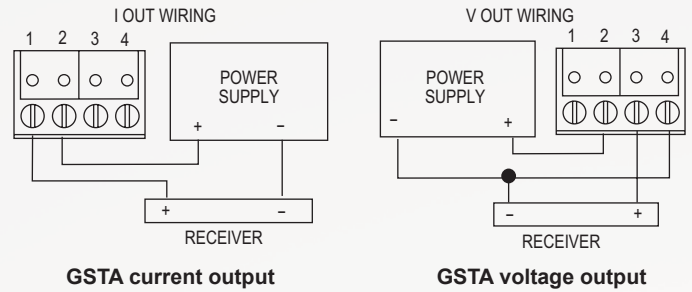 I OUT WIRING
1 2 3 4
POWER
SUPPLY
+ –
+ –
RECEIVER
GSTA current output
V OUT WIRING
1 2 3 4
POWER
SUPPLY
– +
– +
RECEIVER
GSTA voltage output